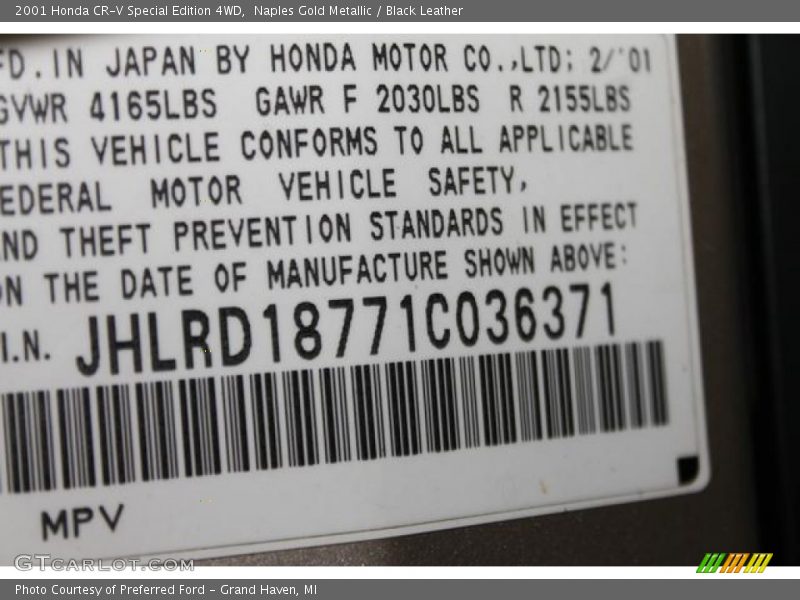 2001 Honda CR-V Special Edition 4WD,  Naples Gold Metallic / Black Leather
FD. IN JAPAN BY HONDA MOTOR CO.,LTD: 2/'01
GVWR 4165LBS GAWR F 2030LBS R 2155LBS
THIS VEHICLE CONFORMS TO ALL APPLICABLE
EDERAL MOTOR VEHICLE SAFETY,
ND THEFT PREVENTION STANDARDS IN EFFECT
N THE DATE OF MANUFACTURE SHOWN ABOVE:
I.N. JHLRD18771C036371
MPV
GTCARLOT.COM
Photo Courtesy of Preferred Ford - Grand Haven, MI